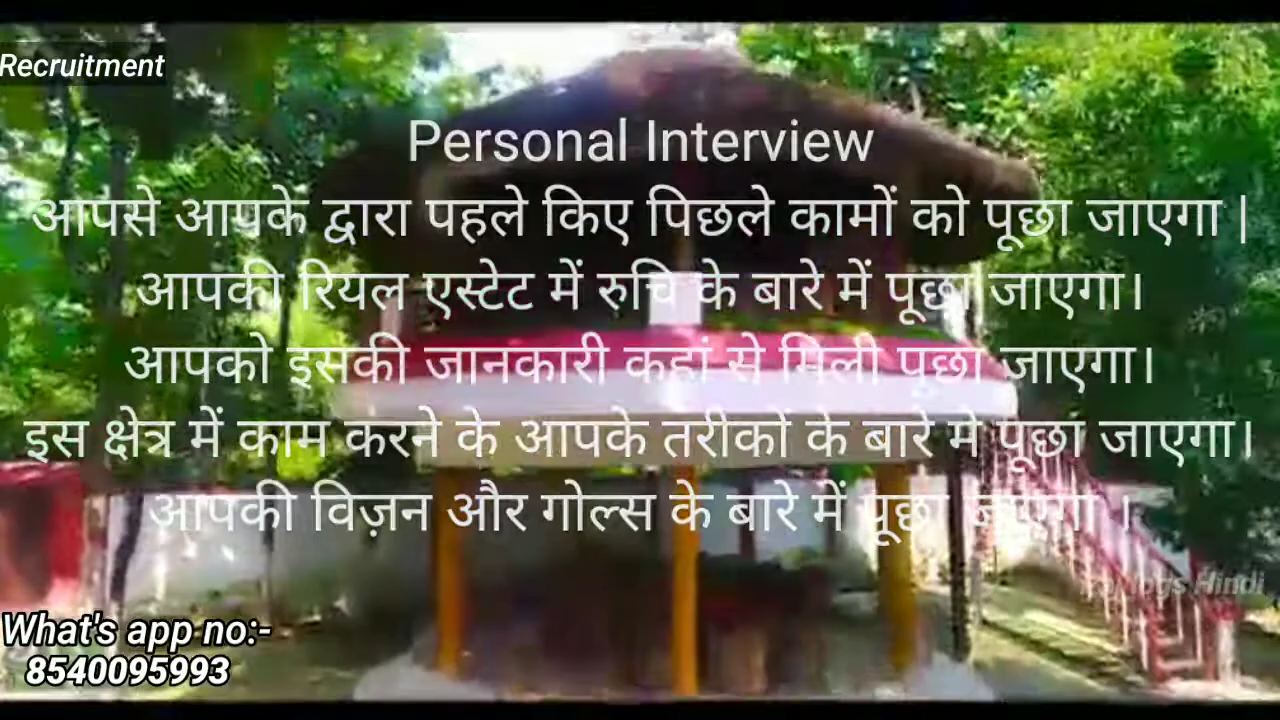 Recruitment
Personal Interview
आपसे आपके द्वारा पहले किए पिछले कामों को पूछा जाएगा |
आपकी रियल एस्टेट में रुचि के बारे में पूछा जाएगा।
आपको इसकी जानकारी कहां से मिली पूछा जाएगा।
इस क्षेत्र में काम करने के आपके तरीकों के बारे मे पूछा जाएगा।
आपकी विज़न और गोल्स के बारे में पूछा जाएगा ।
Hindi
What's app no:-
8540095993